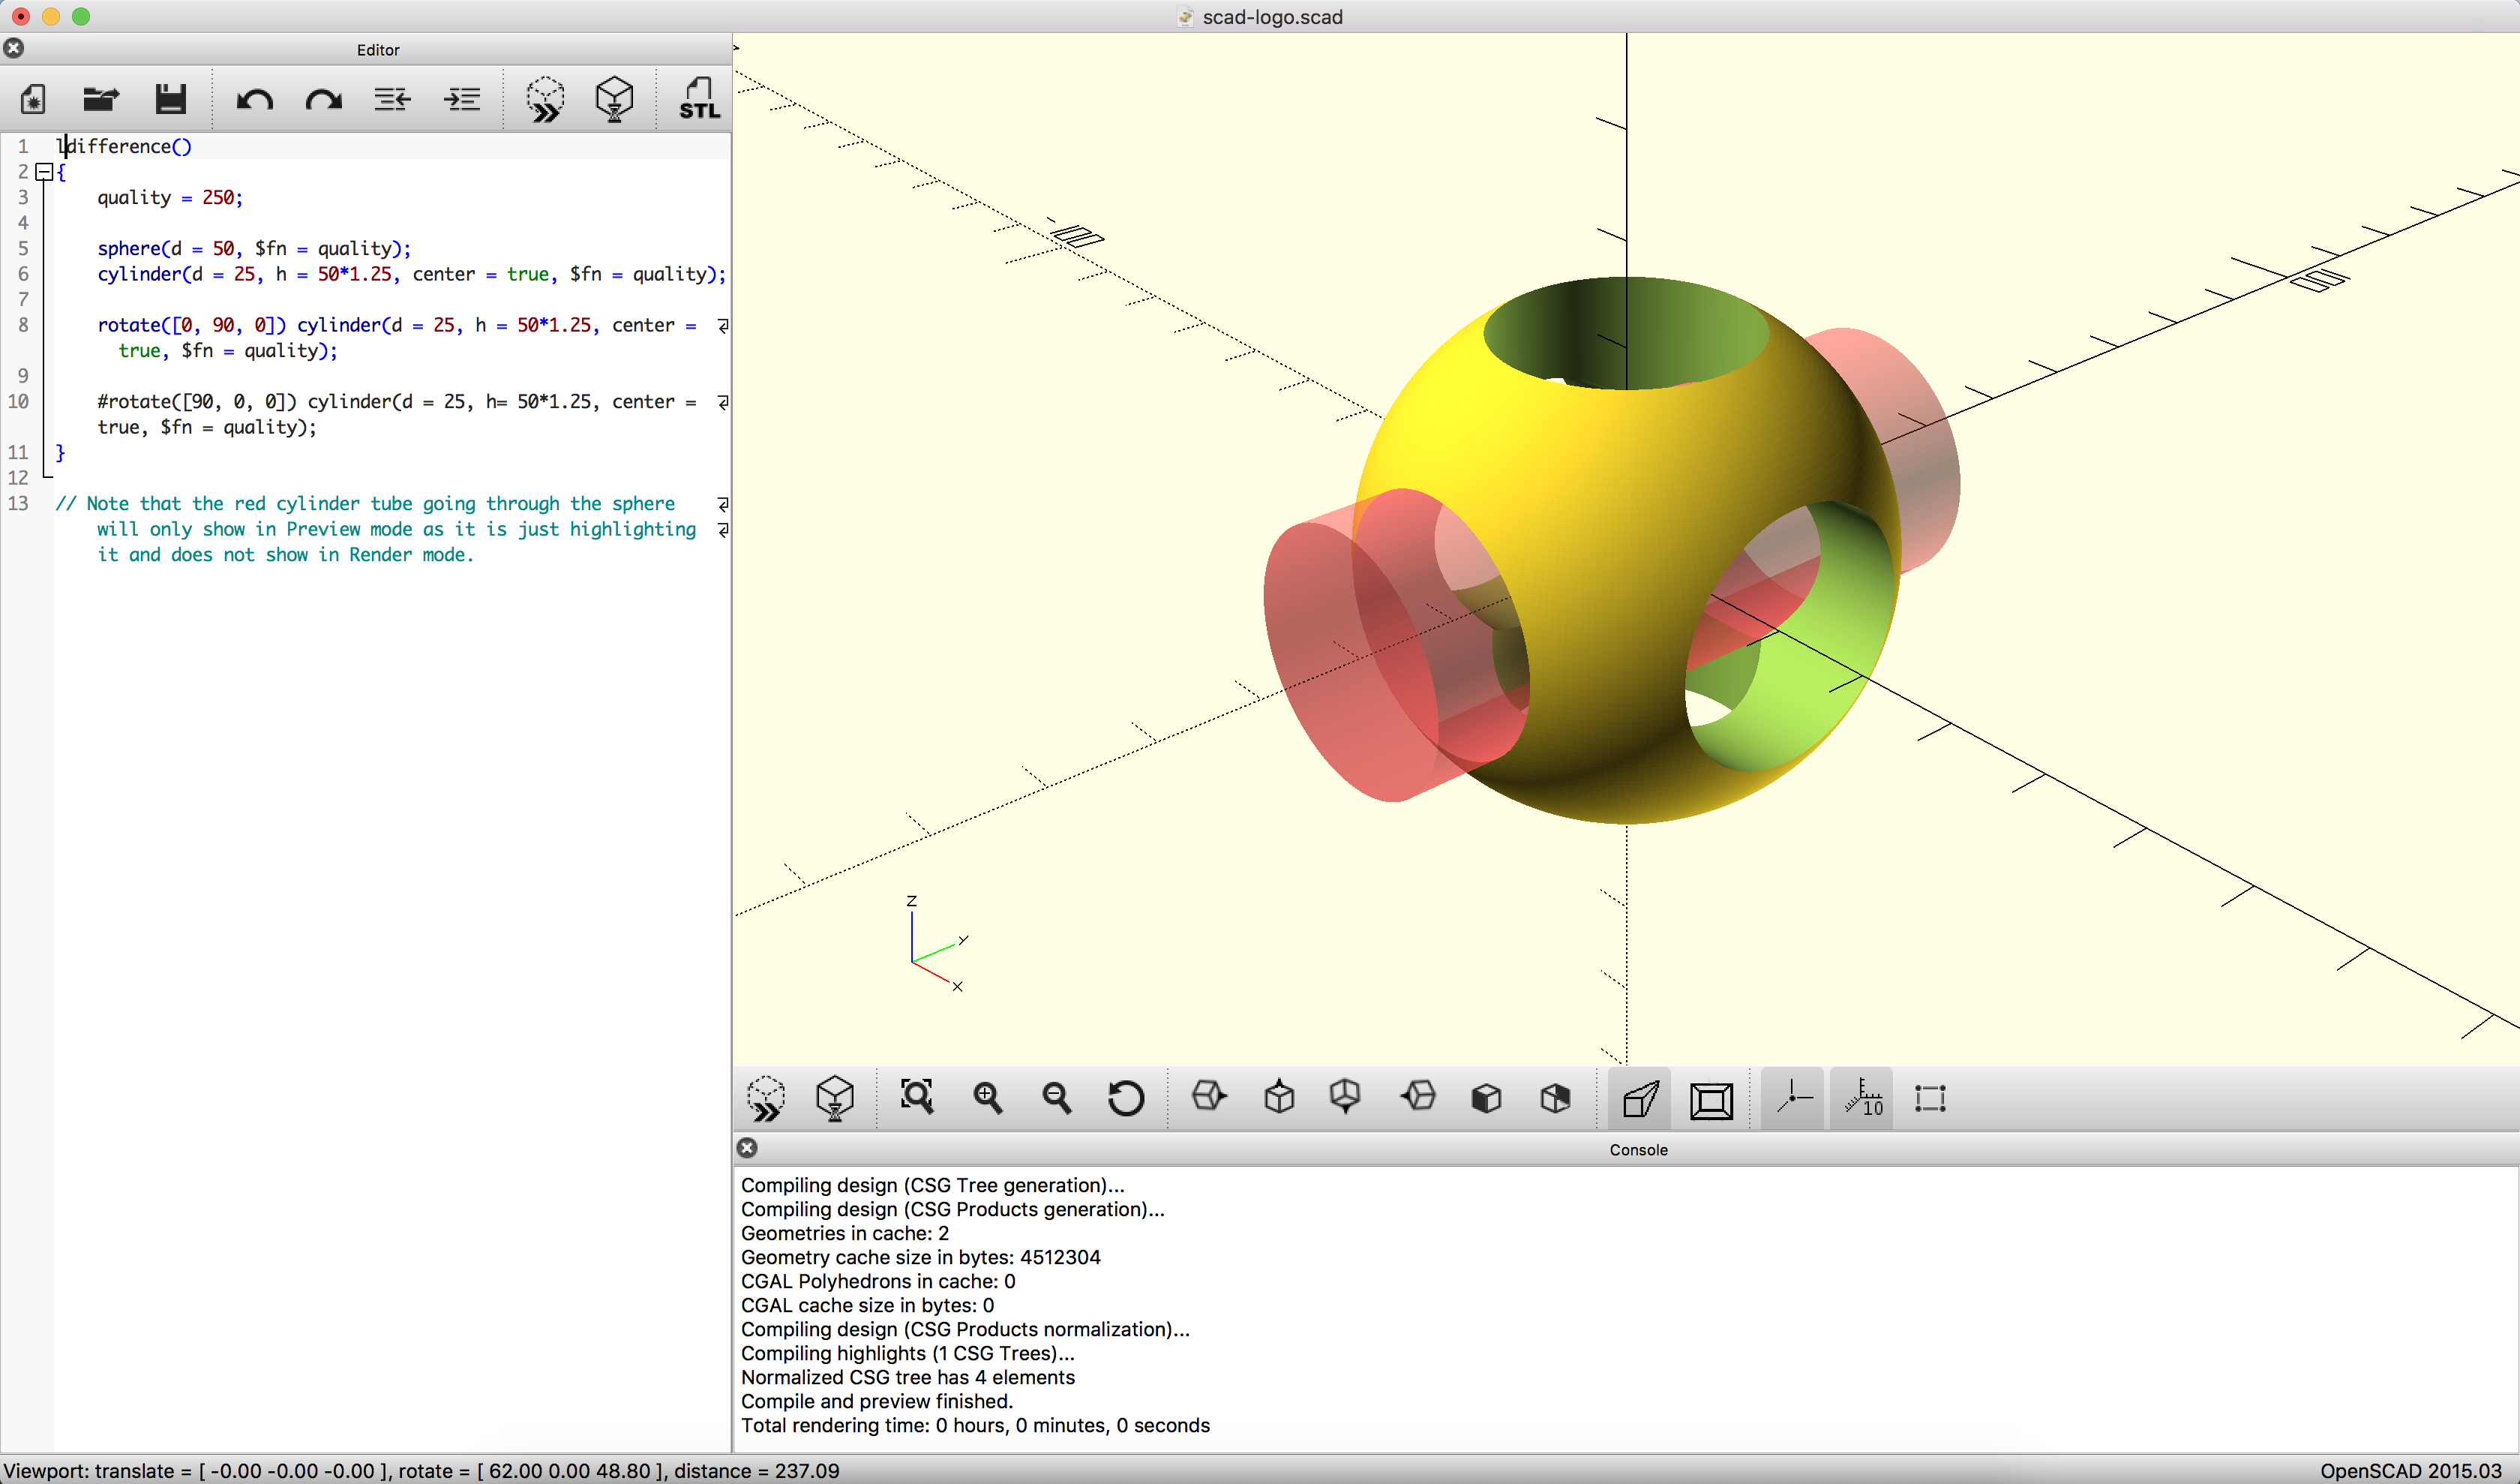 scad-logo.scad
Editor
STL
1 ldifference()
2 {
3 quality = 250;
4
5 sphere(d = 50, $fn = quality);
6 cylinder(d = 25, h = 50*1.25, center = true, $fn = quality);
7
8 rotate([0, 90, 0]) cylinder(d = 25, h = 50*1.25, center =
true, $fn = quality);
9
10 #rotate([90, 0, 0]) cylinder(d = 25, h= 50*1.25, center =
true, $fn = quality);
11 }
12
13 // Note that the red cylinder tube going through the sphere
will only show in Preview mode as it is just highlighting
it and does not show in Render mode.
100
100
z
y
x
10
Console
Compiling design (CSG Tree generation)...
Compiling design (CSG Products generation)...
Geometries in cache: 2
Geometry cache size in bytes: 4512304
CGAL Polyhedrons in cache: 0
CGAL cache size in bytes: 0
Compiling design (CSG Products normalization)...
Compiling highlights (1 CSG Trees)...
Normalized CSG tree has 4 elements
Compile and preview finished.
Total rendering time: 0 hours, 0 minutes, 0 seconds
Viewport: translate = [ -0.00 -0.00 -0.00 ], rotate = [ 62.00 0.00 48.80 ], distance = 237.09
OpenSCAD 2015.03